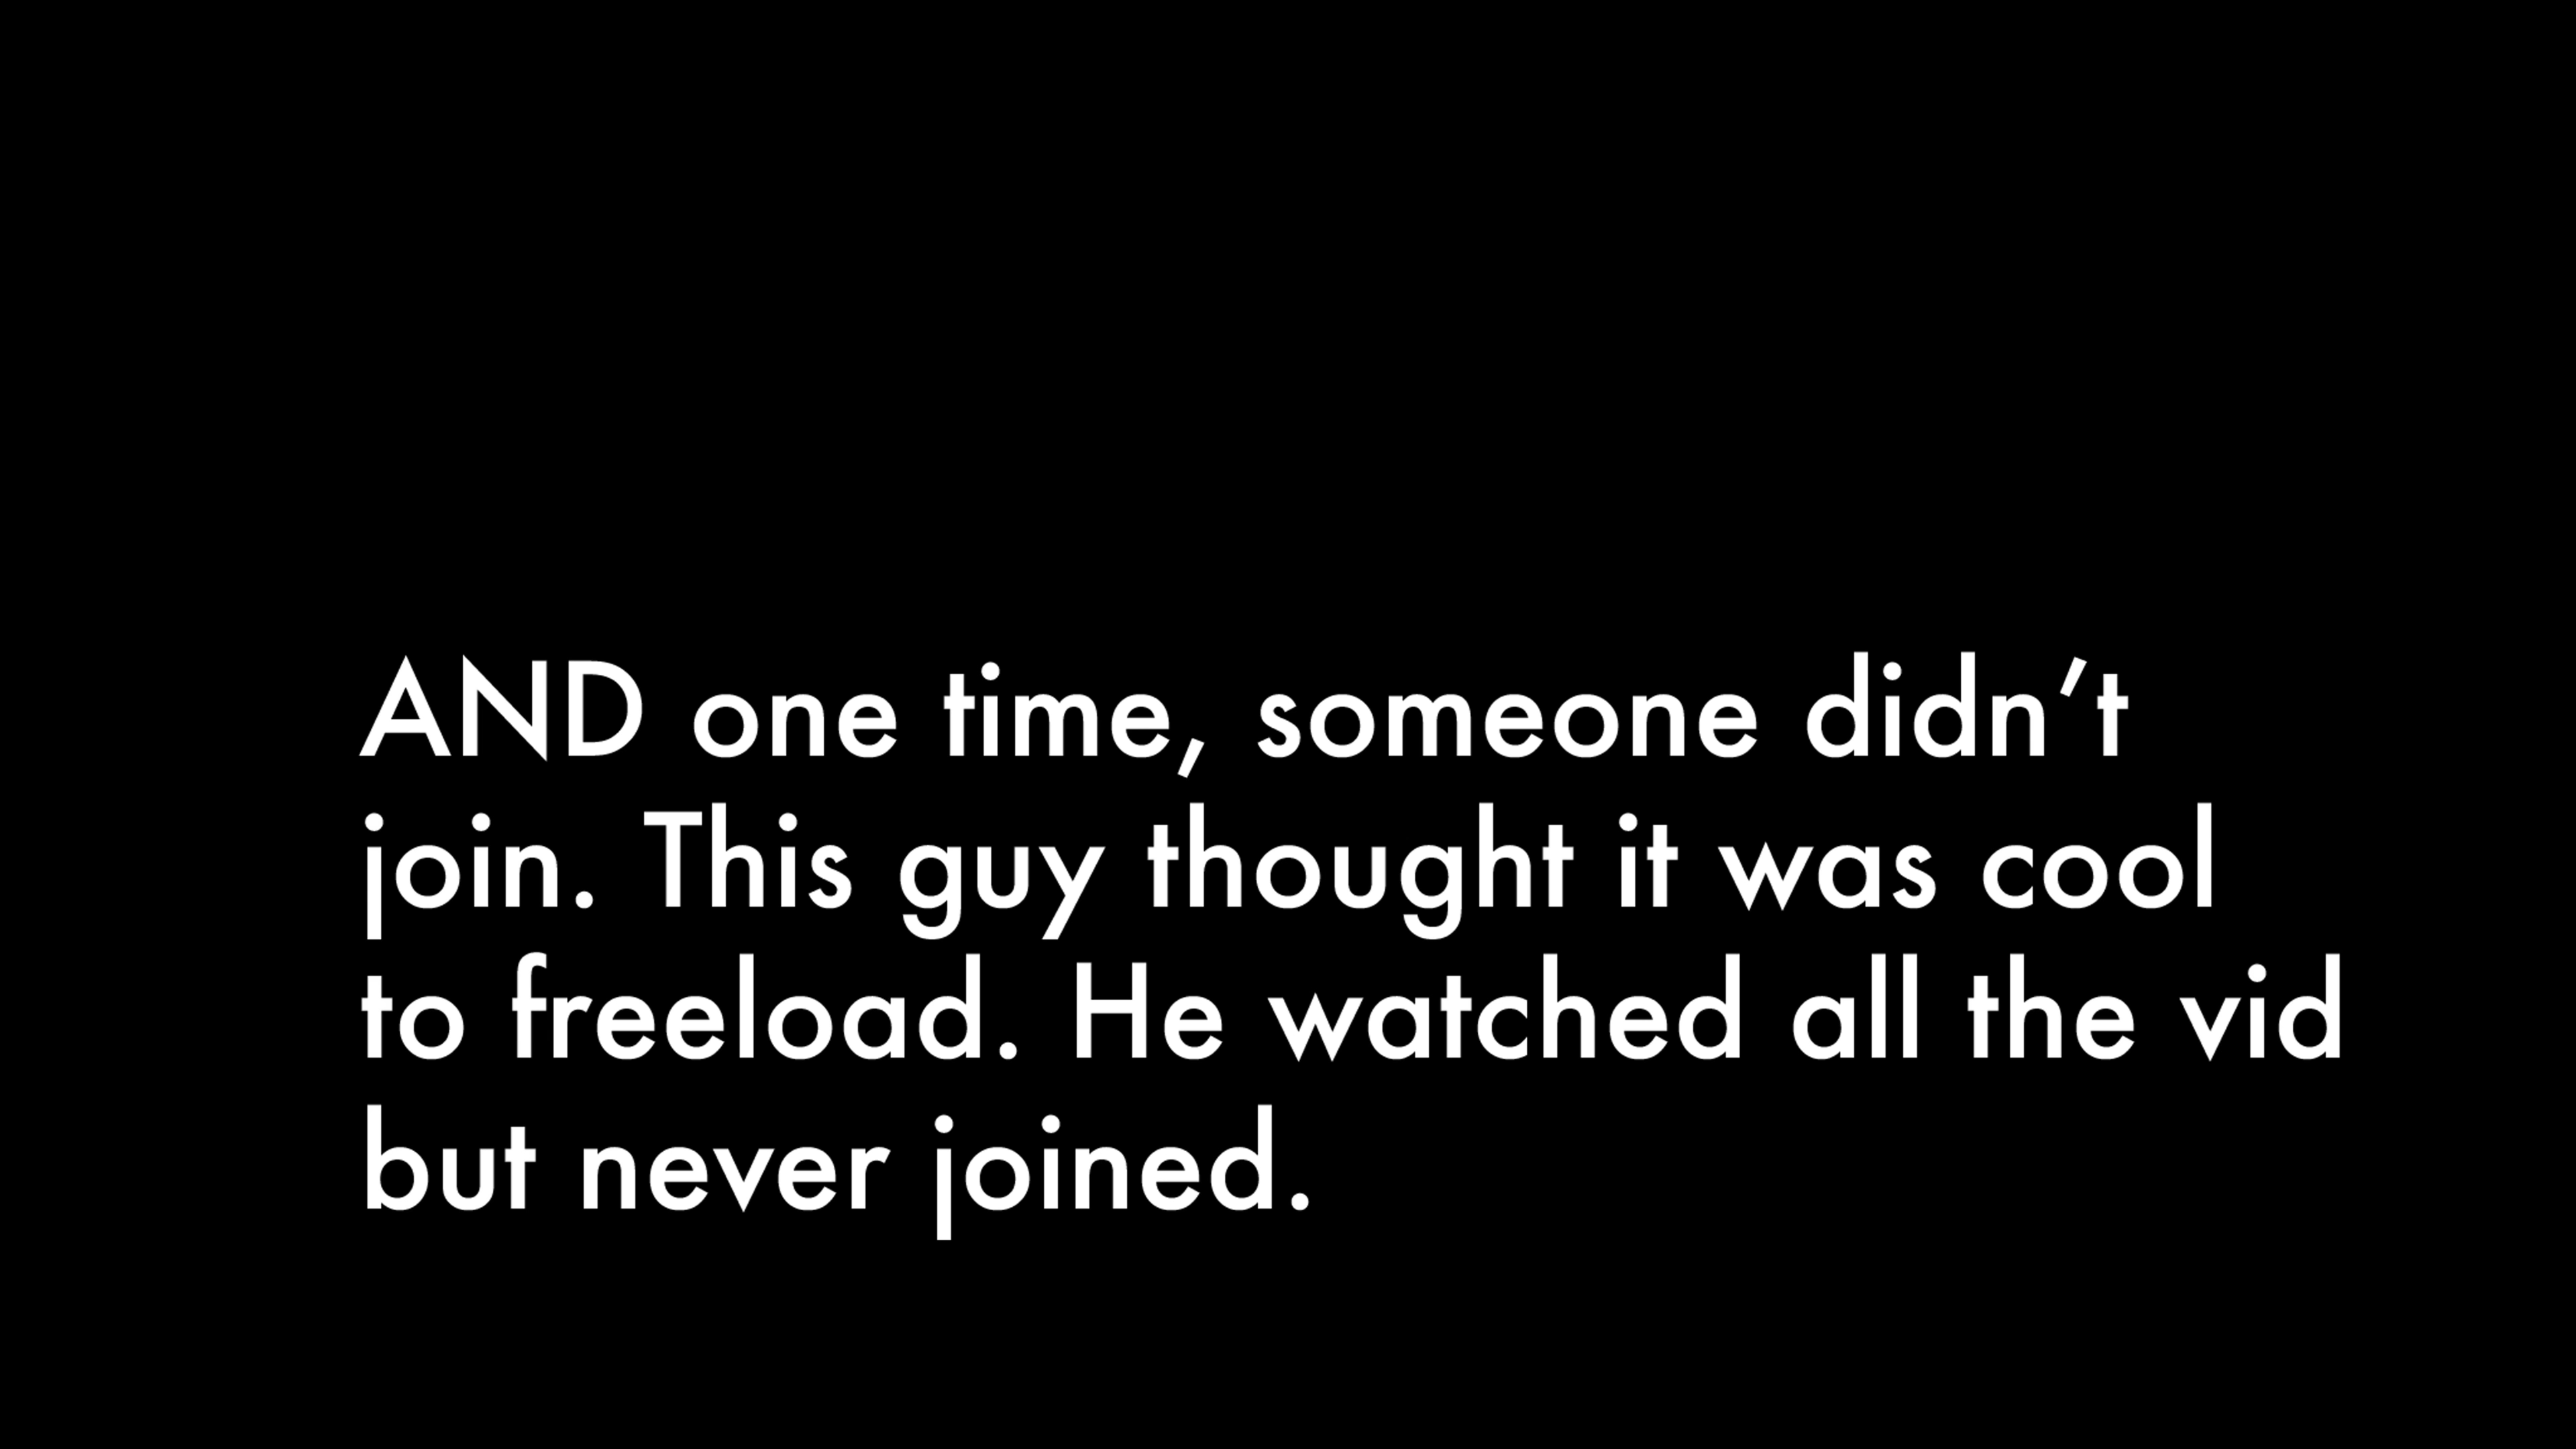 AND one time, someone didn’t
join. This guy thought it was cool
to freeload. He watched all the vid
but never joined.